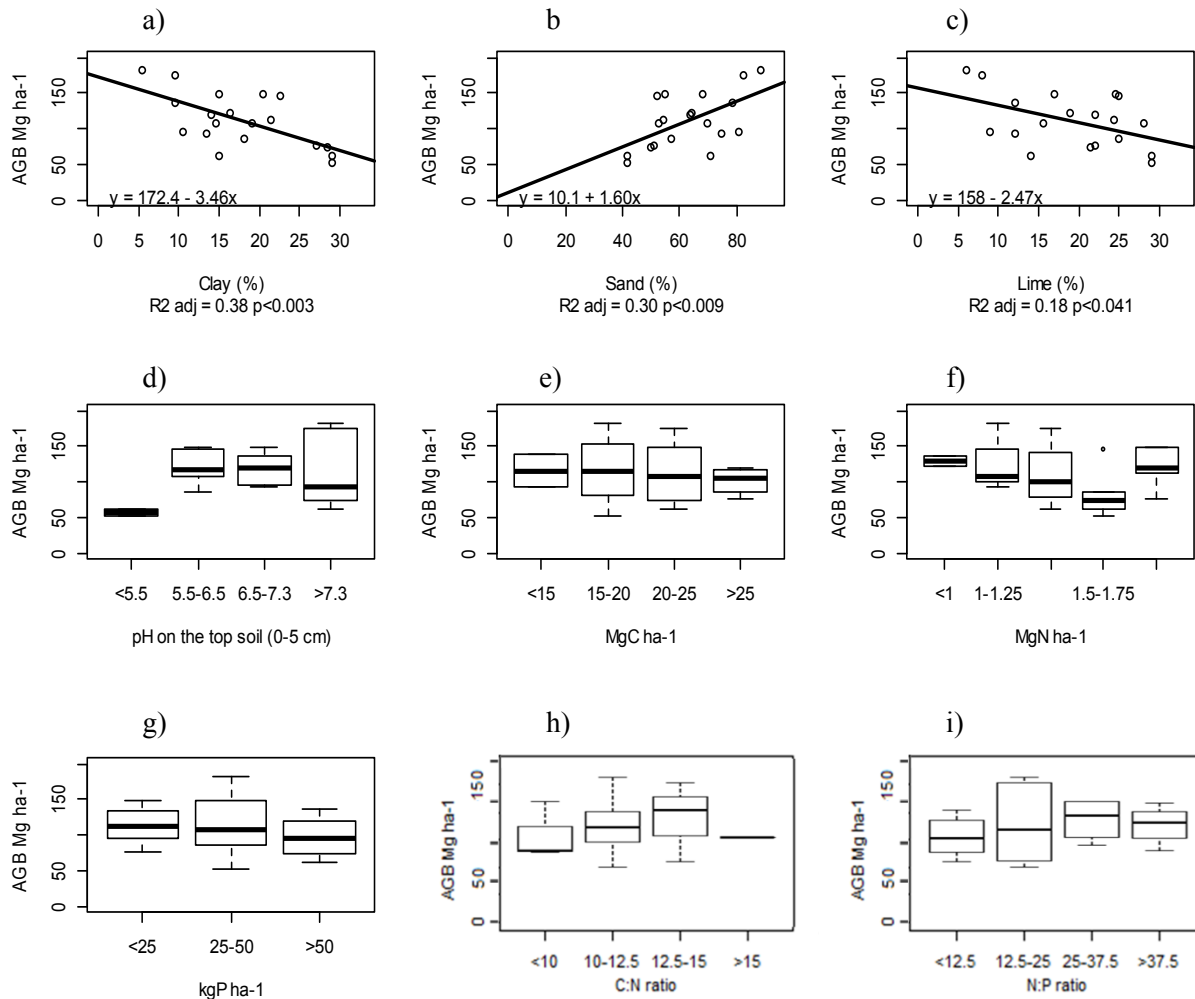 a)
b
c)
AGB Mg ha-1
150
50
0
y = 172.4 - 3.46x
0 5 10 15 20 25 30
Clay (%)
R2 adj = 0.38 p<0.003
AGB Mg ha-1
150
50
0
y = 10.1 + 1.60x
0 20 40 60 80
Sand (%)
R2 adj = 0.30 p<0.009
AGB Mg ha-1
150
50
0
y = 158 - 2.47x
0 5 10 15 20 25 30
Lime (%)
R2 adj = 0.18 p<0.041
d)
e)
f)
AGB Mg ha-1
150
50
0
<5.5 5.5-6.5 6.5-7.3 >7.3
pH on the top soil (0-5 cm)
AGB Mg ha-1
150
50
0
<15 15-20 20-25 >25
MgC ha-1
AGB Mg ha-1
150
50
0
<1 1-1.25 1.5-1.75
MgN ha-1
g)
h)
i)
AGB Mg ha-1
150
50
0
<25 25-50 >50
kgP ha-1
AGB Mg ha-1
150
50
0
<10 10-12.5 12.5-15 >15
C:N ratio
AGB Mg ha-1
150
50
0
<12.5 12.5-25 25-37.5 >37.5
N:P ratio